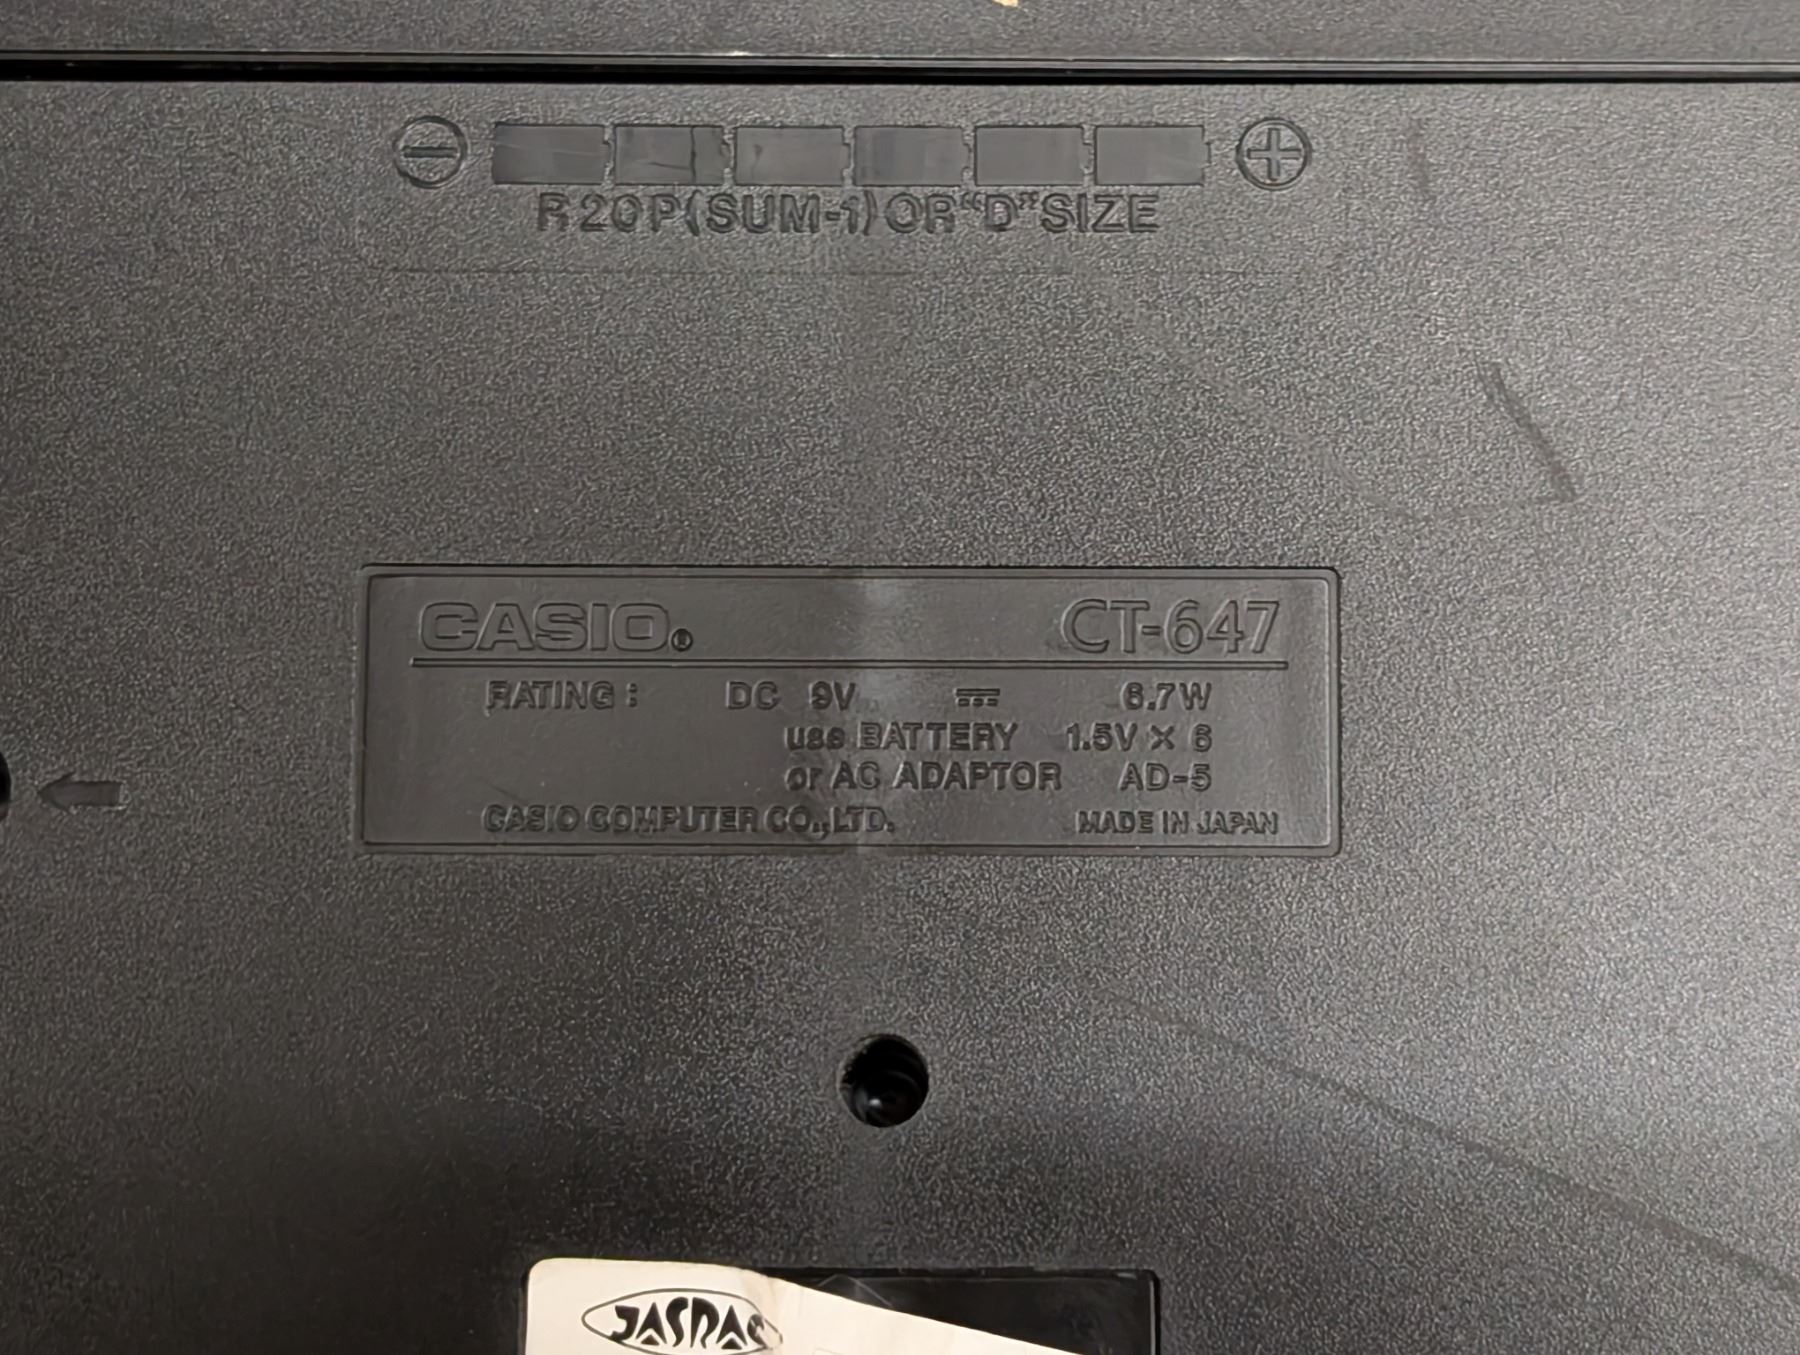 R20P(SUM-1)OR“D”SIZE
CASIO® CT-647
RATING: DC 9V ⎓ 6.7W
use BATTERY 1.5V × 6
or AC ADAPTOR AD-5
CASIO COMPUTER CO.,LTD. MADE IN JAPAN
JASRAC